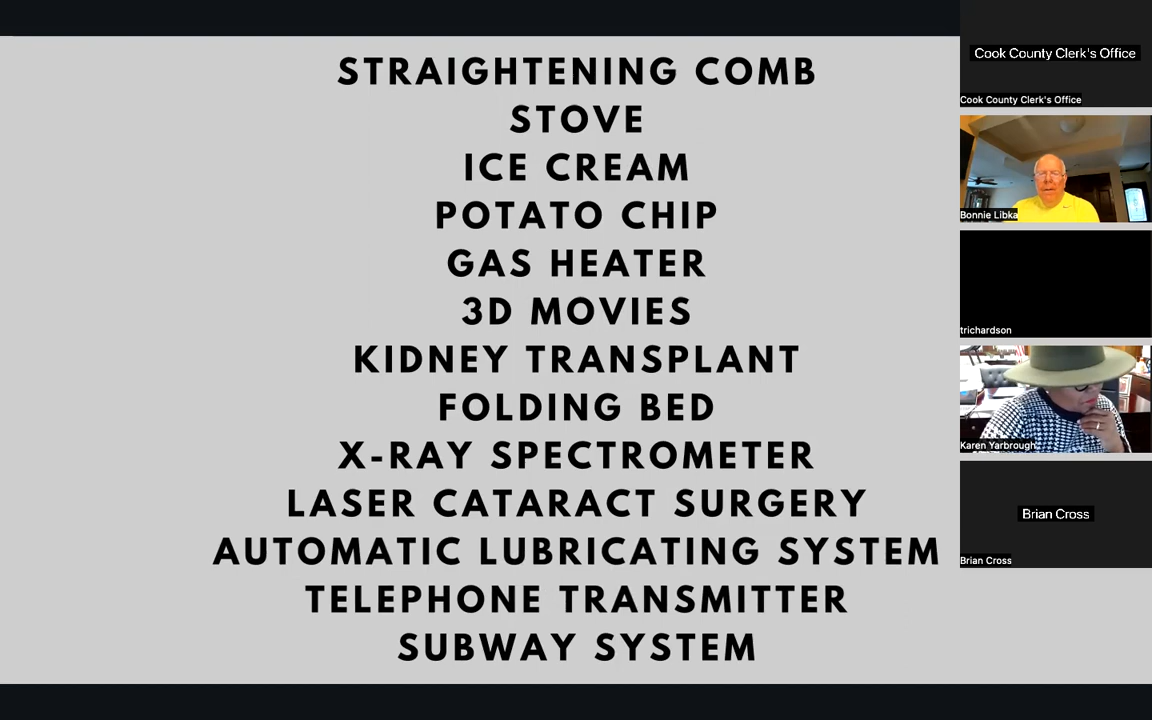 STRAIGHTENING COMB
STOVE
ICE CREAM
POTATO CHIP
GAS HEATER
3D MOVIES
KIDNEY TRANSPLANT
FOLDING BED
X-RAY SPECTROMETER
LASER CATARACT SURGERY
AUTOMATIC LUBRICATING SYSTEM
TELEPHONE TRANSMITTER
SUBWAY SYSTEM
Cook County Clerk's Office
Cook County Clerk's Office
Bonnie Libka
trichardson
Karen Yarbrough
Brian Cross
Brian Cross